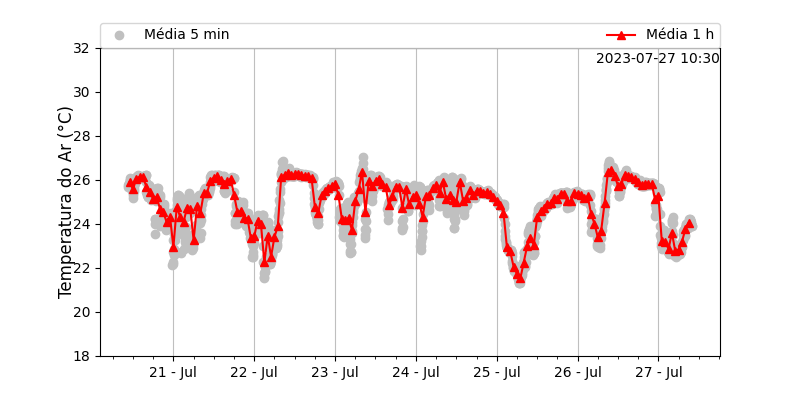 Média 5 min
Média 1 h
2023-07-27 10:30
Temperatura do Ar (°C)
32
30
28
26
24
22
20
18
21 - Jul
22 - Jul
23 - Jul
24 - Jul
25 - Jul
26 - Jul
27 - Jul